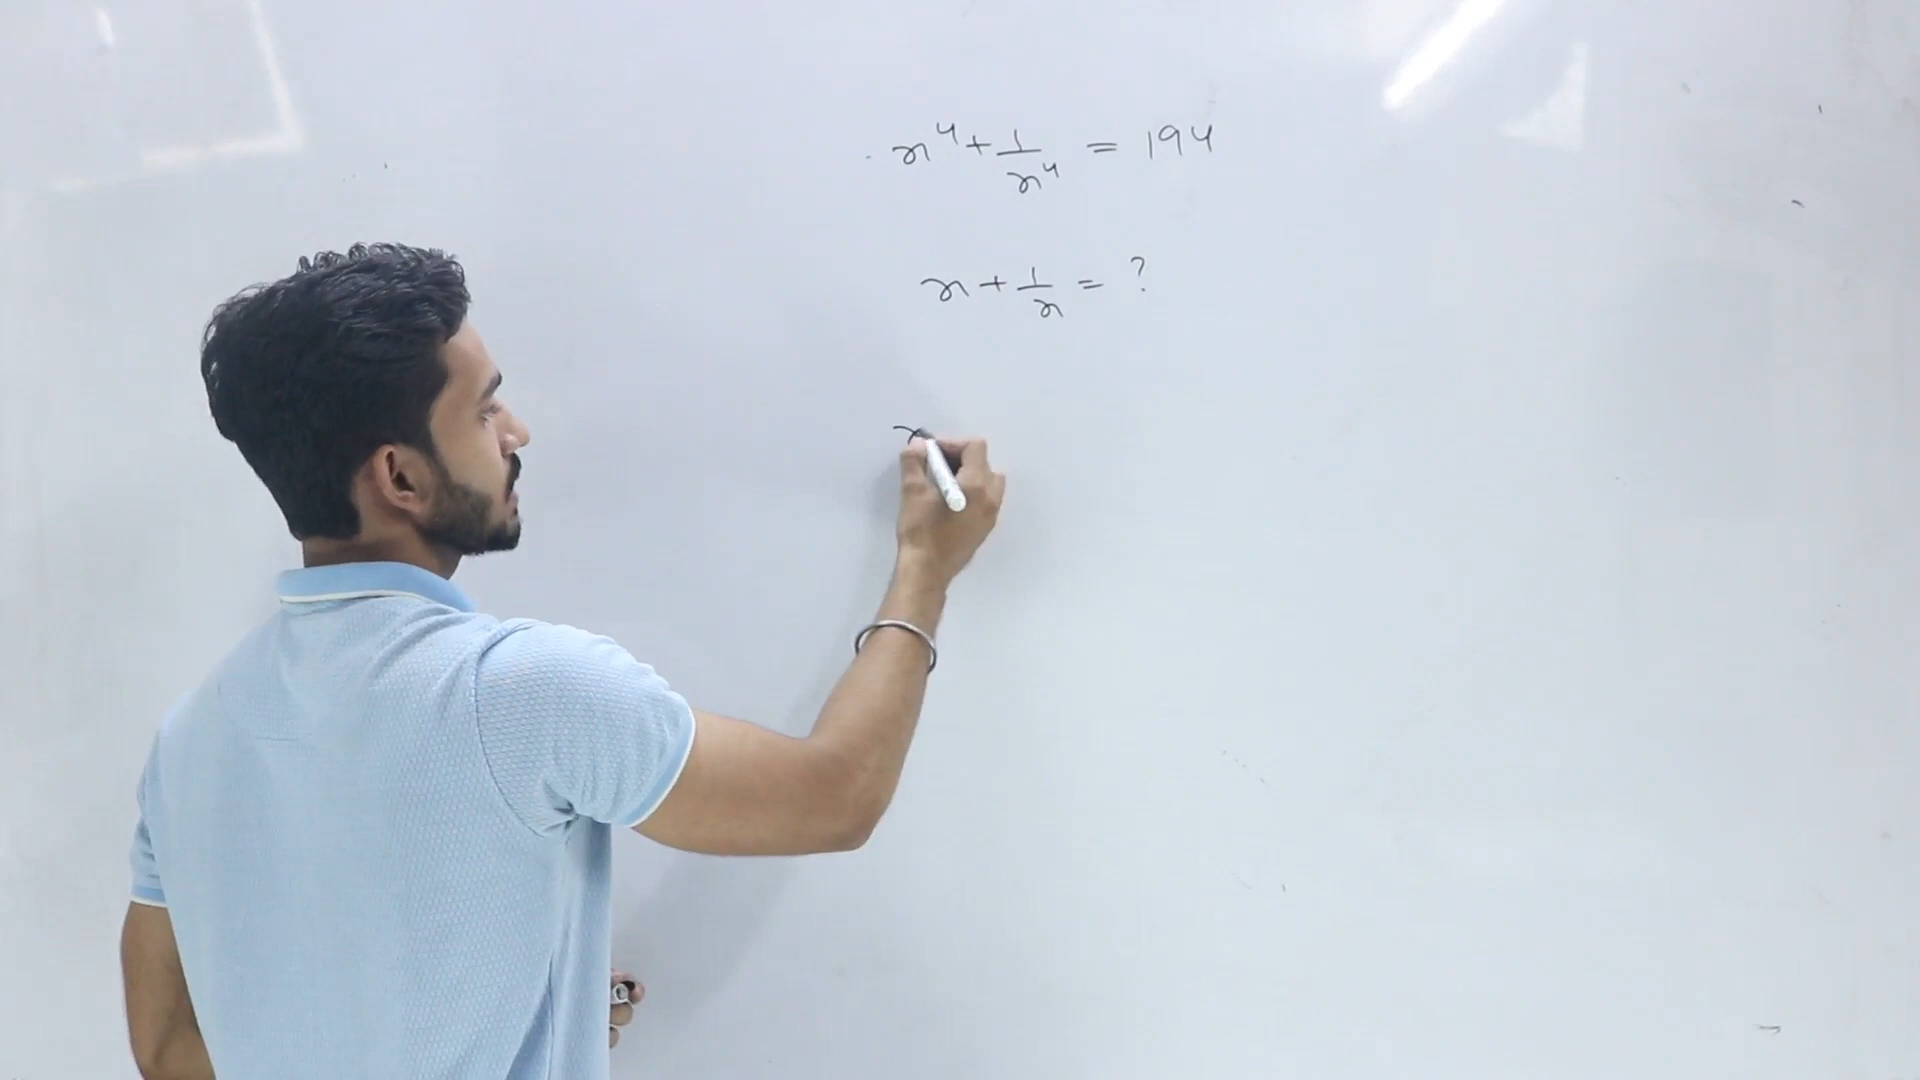 x⁴ + 1/x⁴ = 194
x + 1/x = ?
x